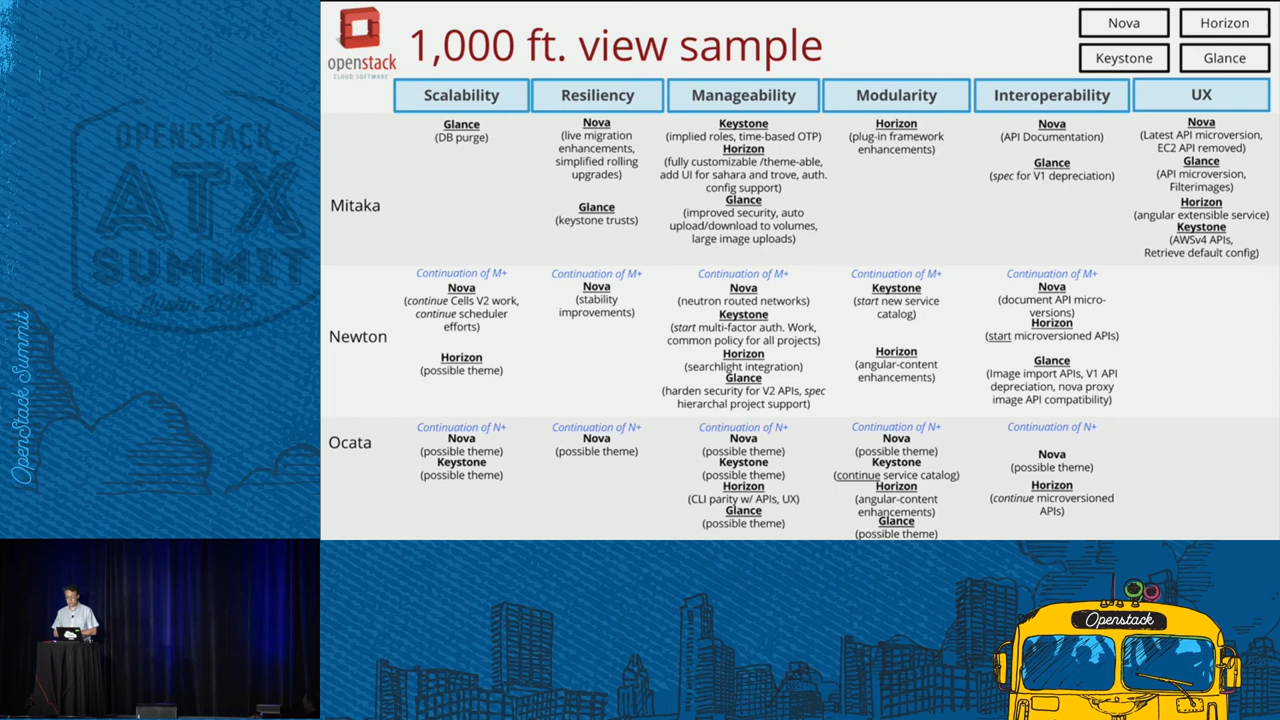 openstack
CLOUD SOFTWARE
1,000 ft. view sample
Nova
Horizon
Keystone
Glance
Scalability
Resiliency
Manageability
Modularity
Interoperability
UX
Mitaka
Glance
(DB purge)
Nova
(live migration
enhancements,
simplified rolling
upgrades)
Glance
(keystone trusts)
Keystone
(implied roles, time-based OTP)
Horizon
(fully customizable /theme-able,
add UI for sahara and trove, auth.
config support)
Glance
(improved security, auto
upload/download to volumes,
large image uploads)
Horizon
(plug-in framework
enhancements)
Nova
(API Documentation)
Glance
(spec for V1 depreciation)
Nova
(Latest API microversion,
EC2 API removed)
Glance
(API microversion,
Filterimages)
Horizon
(angular extensible service)
Keystone
(AWSv4 APIs,
Retrieve default config)
Newton
Continuation of M+
Nova
(continue Cells V2 work,
continue scheduler
efforts)
Horizon
(possible theme)
Continuation of M+
Nova
(stability
improvements)
Continuation of M+
Nova
(neutron routed networks)
Keystone
(start multi-factor auth. Work,
common policy for all projects)
Horizon
(searchlight integration)
Glance
(harden security for V2 APIs, spec
hierarchal project support)
Continuation of M+
Keystone
(start new service
catalog)
Horizon
(angular-content
enhancements)
Continuation of M+
Nova
(document API micro-
versions)
Horizon
(start microversioned APIs)
Glance
(Image import APIs, V1 API
depreciation, nova proxy
image API compatibility)
Ocata
Continuation of N+
Nova
(possible theme)
Keystone
(possible theme)
Continuation of N+
Nova
(possible theme)
Continuation of N+
Nova
(possible theme)
Keystone
(possible theme)
Horizon
(CLI parity w/ APIs, UX)
Glance
(possible theme)
Continuation of N+
Nova
(possible theme)
Keystone
(continue service catalog)
Horizon
(angular-content
enhancements)
Glance
(possible theme)
Continuation of N+
Nova
(possible theme)
Horizon
(continue microversioned
APIs)
OPENSTACK
ATX
SUMMIT
OpenStack Summit
Openstack